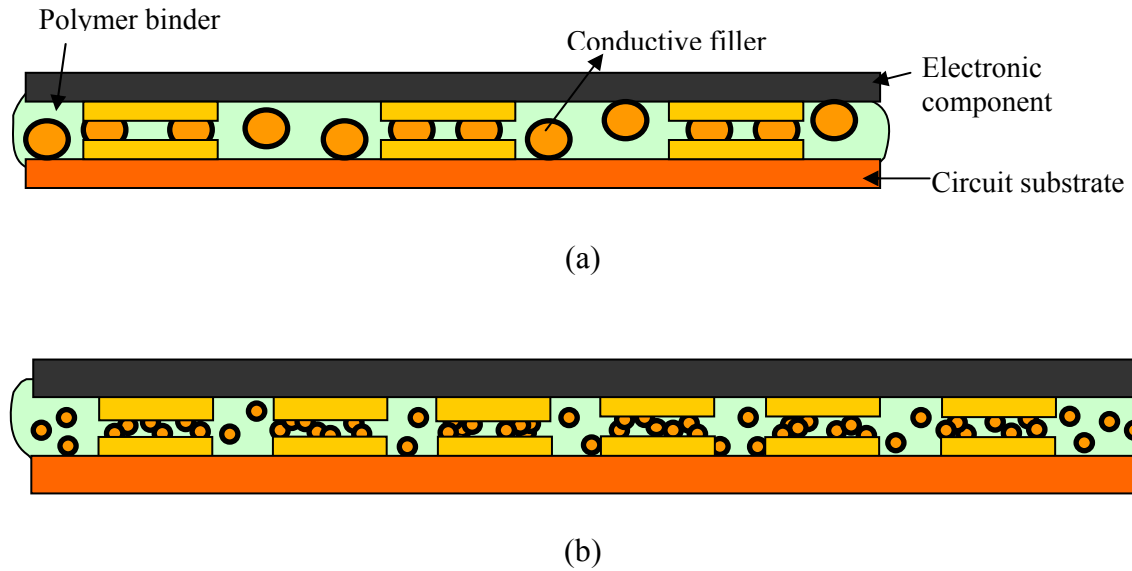 Polymer binder
Conductive filler
Electronic
component
Circuit substrate
(a)
(b)